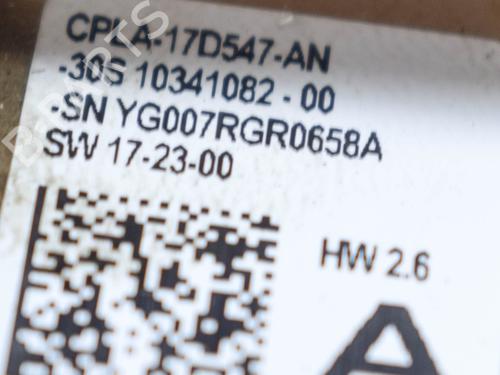 CPLA-17D547-AN
-30S 10341082-00
-SN YG007RGR0658A
SW 17-23-00
HW 2.6
A